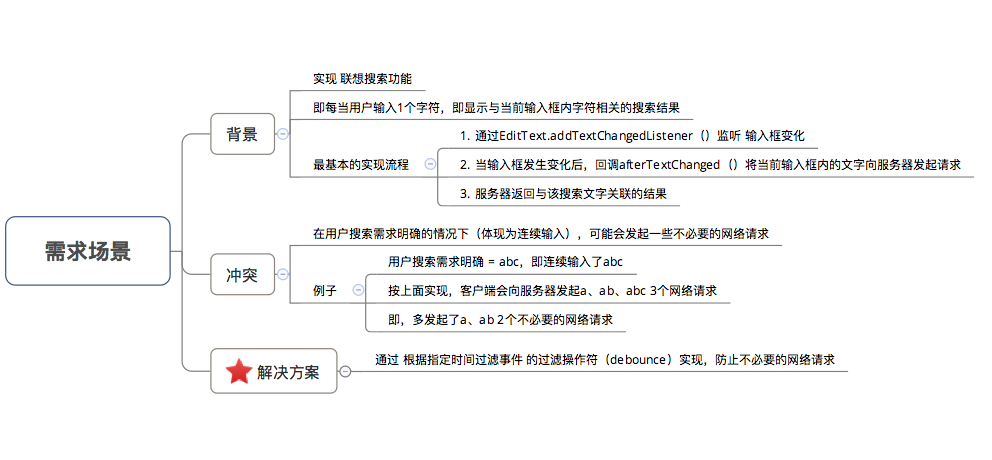 需求场景
背景
实现 联想搜索功能
即每当用户输入1个字符，即显示与当前输入框内字符相关的搜索结果
最基本的实现流程
1. 通过EditText.addTextChangedListener（）监听 输入框变化
2. 当输入框发生变化后，回调afterTextChanged（）将当前输入框内的文字向服务器发起请求
3. 服务器返回与该搜索文字关联的结果
冲突
在用户搜索需求明确的情况下（体现为连续输入），可能会发起一些不必要的网络请求
例子
用户搜索需求明确 = abc，即连续输入了abc
按上面实现，客户端会向服务器发起a、ab、abc 3个网络请求
即，多发起了a、ab 2个不必要的网络请求
解决方案
通过 根据指定时间过滤事件 的过滤操作符（debounce）实现，防止不必要的网络请求